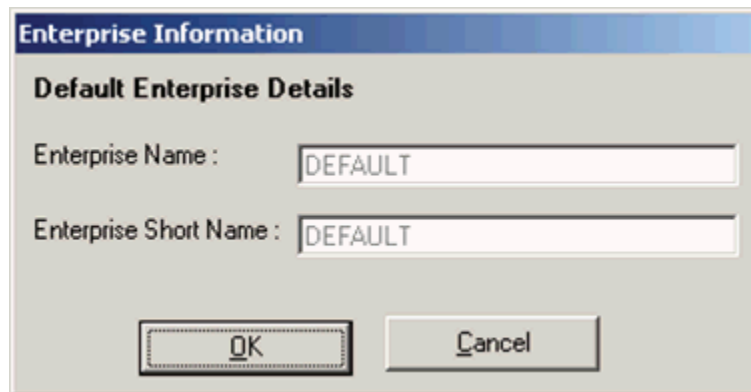 Enterprise Information
Default Enterprise Details
Enterprise Name : DEFAULT
Enterprise Short Name : DEFAULT
OK Cancel